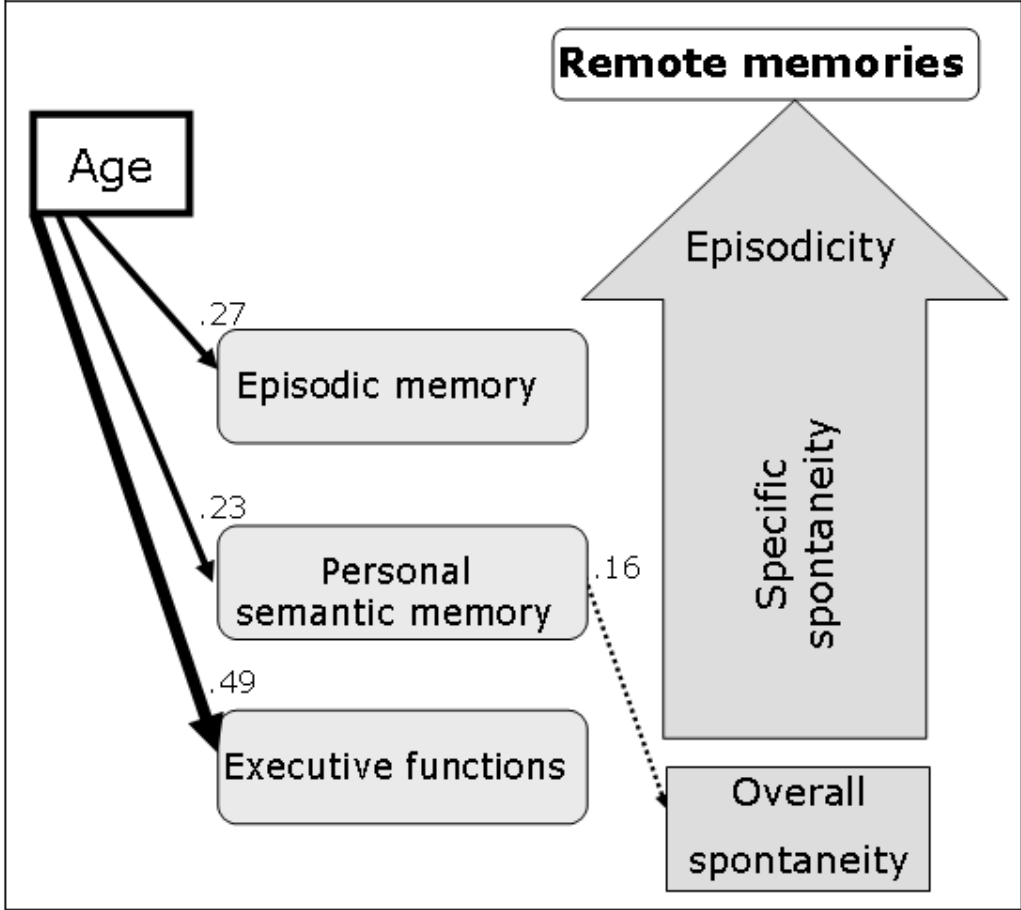 Remote memories
Age
Episodicity
.27
Episodic memory
Specific
spontaneity
.23
Personal
semantic memory
.16
.49
Executive functions
Overall
spontaneity